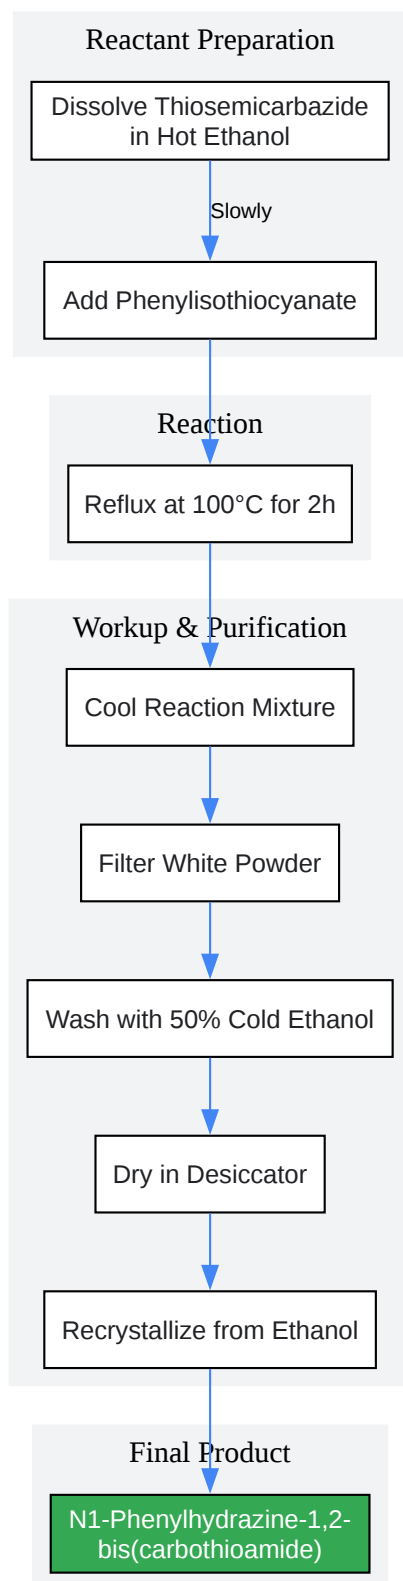 Reactant Preparation
Dissolve Thiosemicarbazide
in Hot Ethanol
Slowly
Add Phenylisothiocyanate
Reaction
Reflux at 100°C for 2h
Workup & Purification
Cool Reaction Mixture
Filter White Powder
Wash with 50% Cold Ethanol
Dry in Desiccator
Recrystallize from Ethanol
Final Product
N1-Phenylhydrazine-1,2-
bis(carbothioamide)